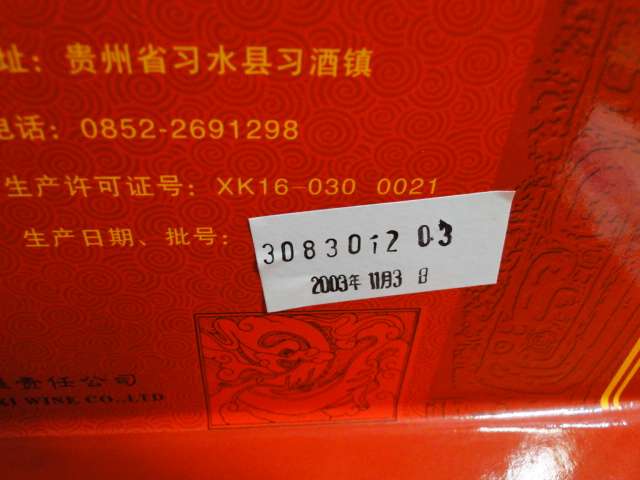 址：贵州省习水县习酒镇
电话：0852-2691298
生产许可证号：XK16-030 0021
生产日期、批号：
3083012 03
2003年11月3日
责任公司
WINE CO.,LTD